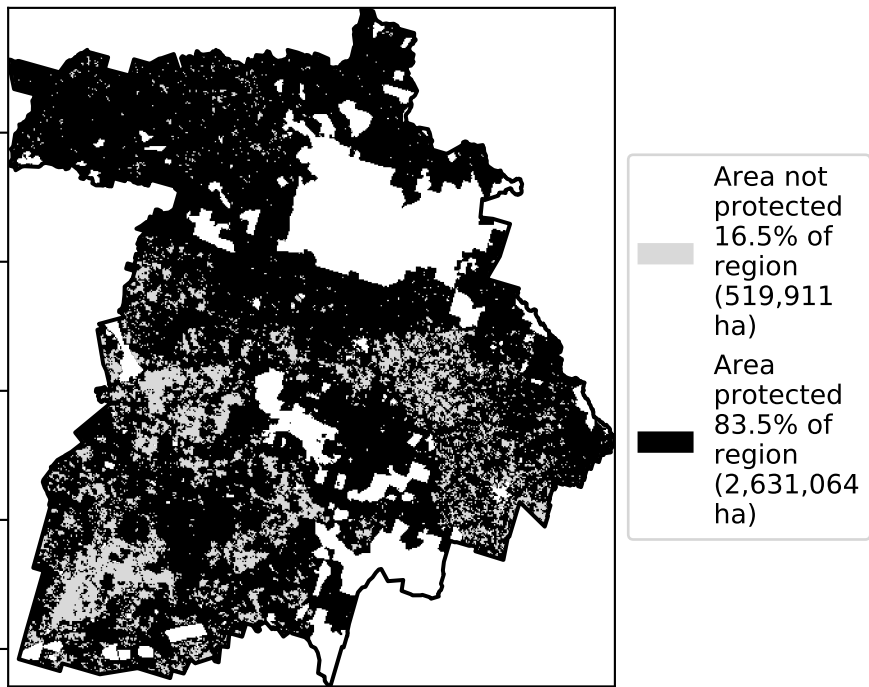 Area not
protected
16.5% of
region
(519,911
ha)
Area
protected
83.5% of
region
(2,631,064
ha)